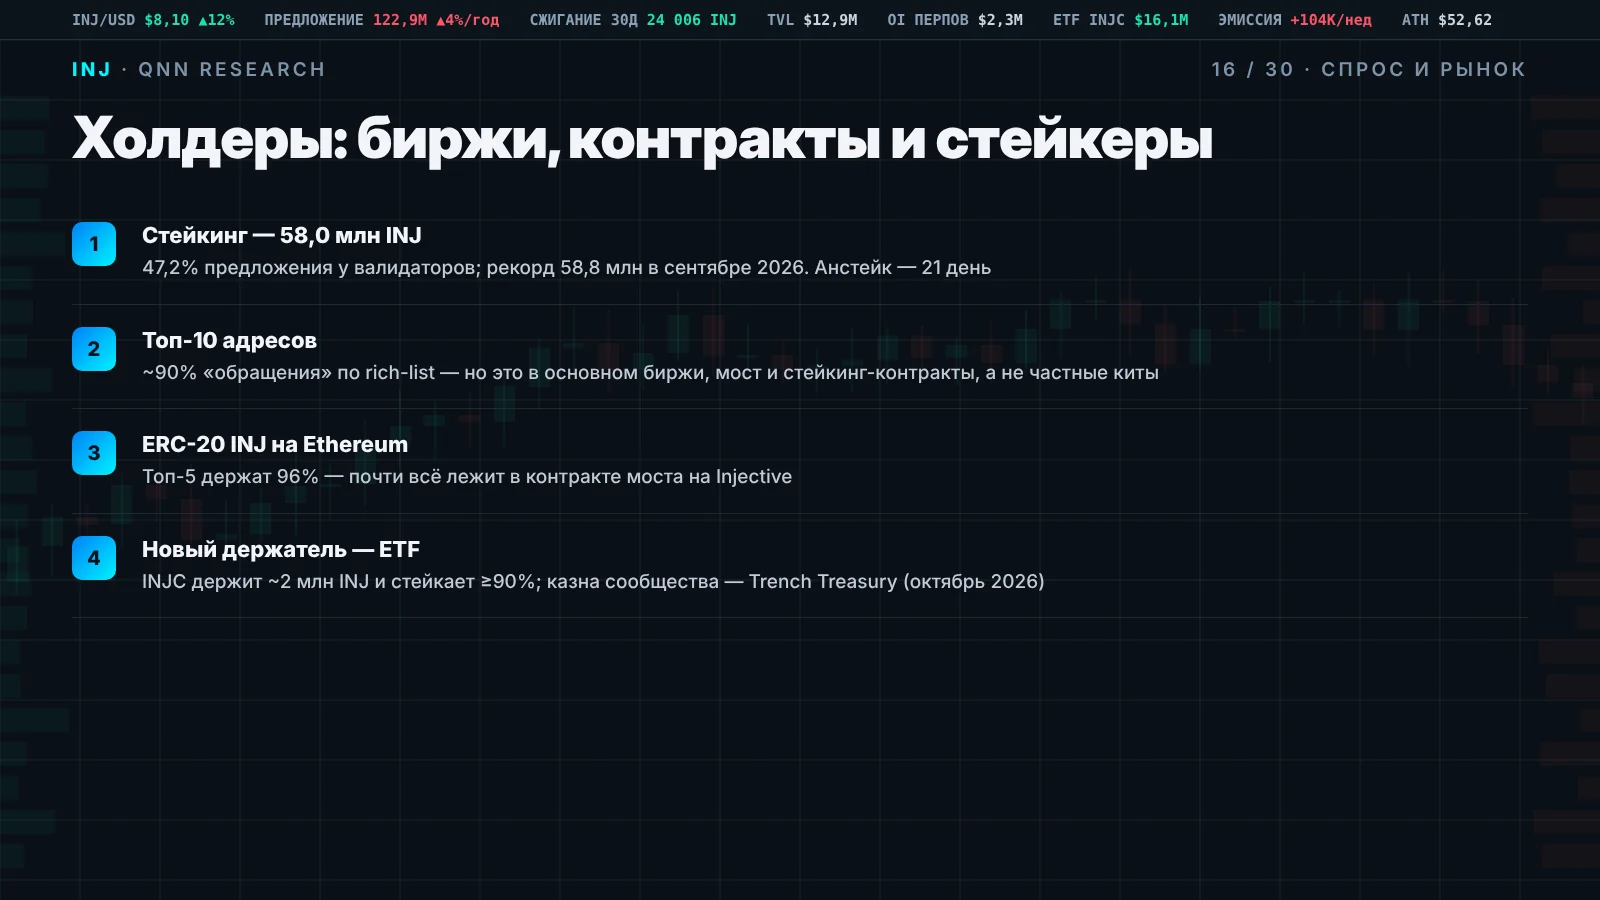 INJ/USD $8,10 ▲12% ПРЕДЛОЖЕНИЕ 122,9M ▲4%/год СЖИГАНИЕ 30Д 24 006 INJ TVL $12,9M OI ПЕРПОВ $2,3M ETF INJC $16,1M ЭМИССИЯ +104K/нед ATH $52,62
INJ · QNN RESEARCH
16 / 30 · СПРОС И РЫНОК
Холдеры: биржи, контракты и стейкеры
1
Стейкинг — 58,0 млн INJ
47,2% предложения у валидаторов; рекорд 58,8 млн в сентябре 2026. Анстейк — 21 день
2
Топ-10 адресов
~90% «обращения» по rich-list — но это в основном биржи, мост и стейкинг-контракты, а не частные киты
3
ERC-20 INJ на Ethereum
Топ-5 держат 96% — почти всё лежит в контракте моста на Injective
4
Новый держатель — ETF
INJC держит ~2 млн INJ и стейкает ≥90%; казна сообщества — Trench Treasury (октябрь 2026)